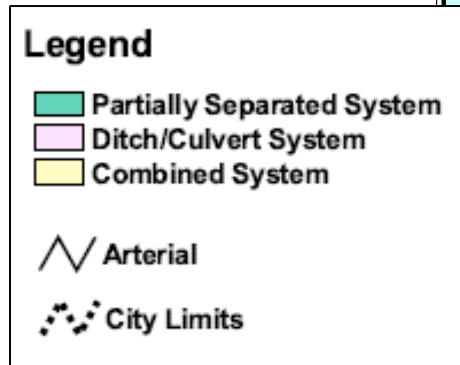 Legend
Partially Separated System
Ditch/Culvert System
Combined System
Arterial
City Limits